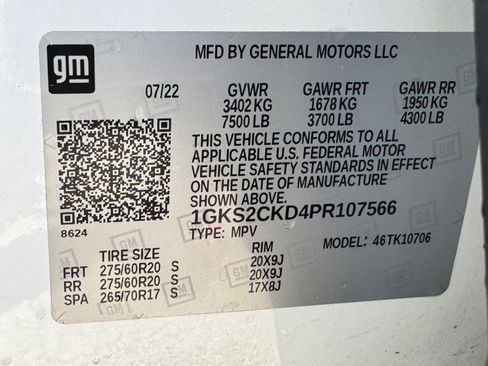 gm
MFD BY GENERAL MOTORS LLC
07/22 GVWR GAWR FRT GAWR RR
3402 KG 1678 KG 1950 KG
7500 LB 3700 LB 4300 LB
THIS VEHICLE CONFORMS TO ALL
APPLICABLE U.S. FEDERAL MOTOR
VEHICLE SAFETY STANDARDS IN EFFECT
ON THE DATE OF MANUFACTURE
SHOWN ABOVE.
1GKS2CKD4PR107566
8624 TYPE: MPV MODEL: 46TK10706
TIRE SIZE RIM
FRT 275/60R20 S 20X9J
RR 275/60R20 S 20X9J
SPA 265/70R17 S 17X8J